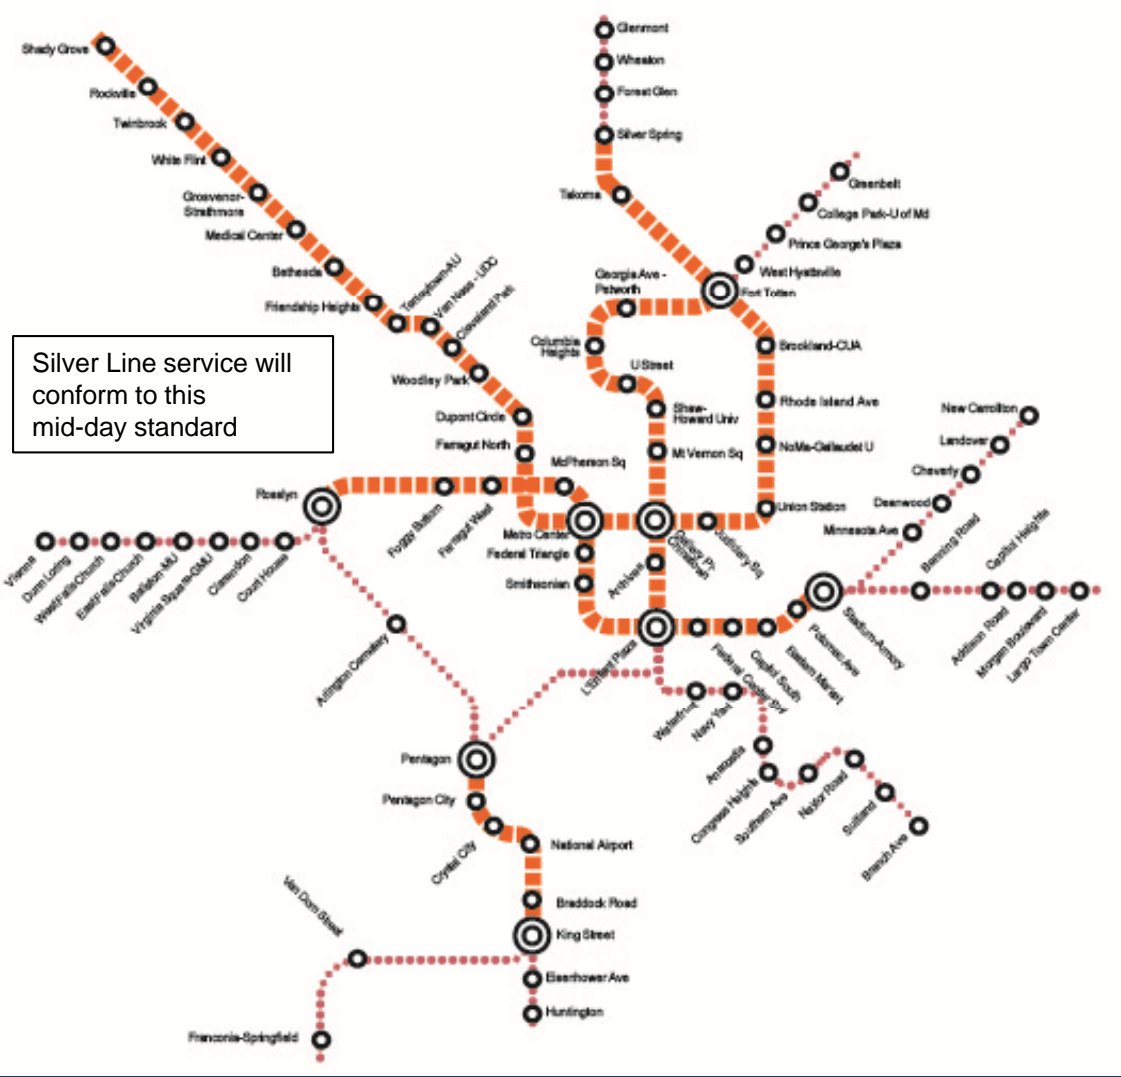 Glenmont
Wheaton
Forest Glen
Silver Spring
Takoma
Shady Grove
Rockville
Twinbrook
White Flint
Grosvenor-
Strathmore
Medical Center
Bethesda
Friendship Heights
Tenleytown-AU
Van Ness - UDC
Cleveland Park
Woodley Park
Dupont Circle
Farragut North
Greenbelt
College Park-U of Md
Prince George's Plaza
West Hyattsville
Fort Totten
Georgia Ave -
Petworth
Columbia
Heights
U Street
Shaw-
Howard Univ
Mt Vernon Sq
Brookland-CUA
Rhode Island Ave
NoMa-Gallaudet U
Union Station
Judiciary Sq
Silver Line service will
conform to this
mid-day standard
New Carrollton
Landover
Cheverly
Deanwood
Minnesota Ave
Benning Road
Capitol Heights
Addison Road
Morgan Boulevard
Largo Town Center
Stadium-Armory
Potomac Ave
Eastern Market
Capitol South
Federal Center SW
McPherson Sq
Rosslyn
Foggy Bottom
Farragut West
Metro Center
Gallery Pl-
Chinatown
Federal Triangle
Smithsonian
Archives
L'Enfant Plaza
Vienna
Dunn Loring
West Falls Church
East Falls Church
Ballston-MU
Virginia Square-GMU
Clarendon
Court House
Arlington Cemetery
Waterfront
Navy Yard
Anacostia
Congress Heights
Southern Ave
Naylor Road
Suitland
Branch Ave
Pentagon
Pentagon City
Crystal City
National Airport
Braddock Road
King Street
Eisenhower Ave
Huntington
Van Dorn Street
Franconia-Springfield